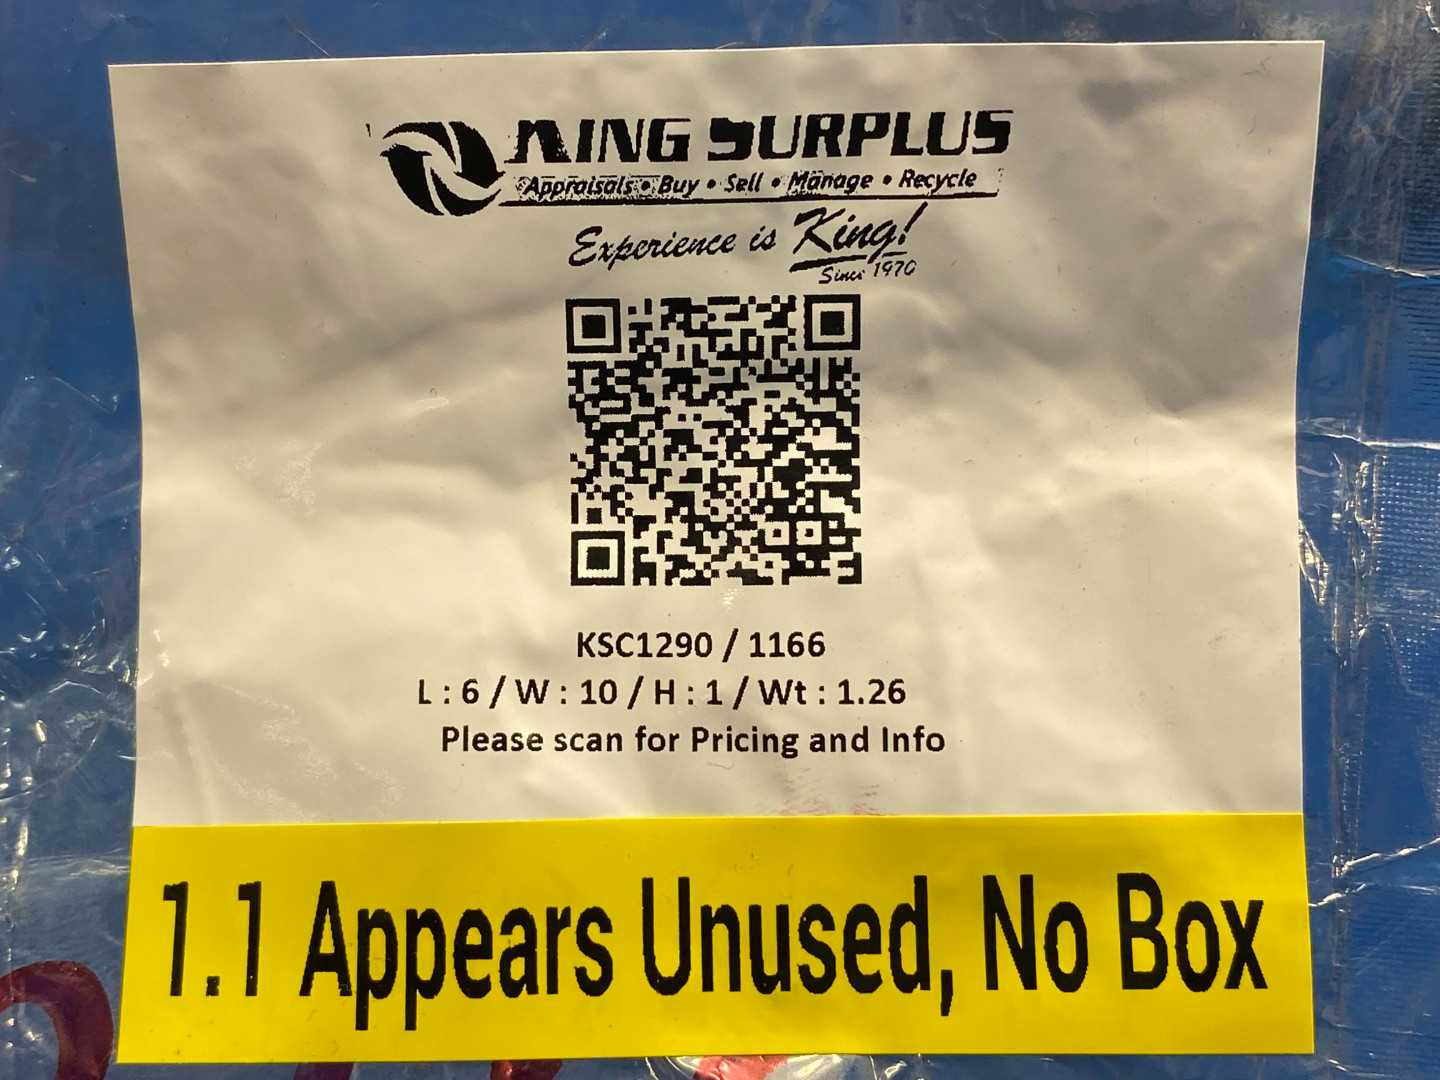 KING SURPLUS
Appraisals • Buy • Sell • Manage • Recycle
Experience is King!
Since 1970
KSC1290 / 1166
L : 6 / W : 10 / H : 1 / Wt : 1.26
Please scan for Pricing and Info
1.1 Appears Unused, No Box